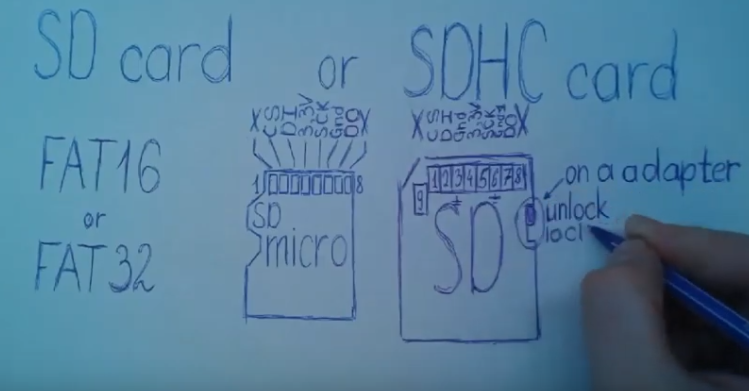 SD card or SDHC card
FAT16
or
FAT32
X CS DI 3.3V SCK Gnd DO X
1 8
SD
micro
X CS DI Gnd 3.3V SCK Gnd DO X
9 1 2 3 4 5 6 7 8
SD
on a adapter
unlock
loc